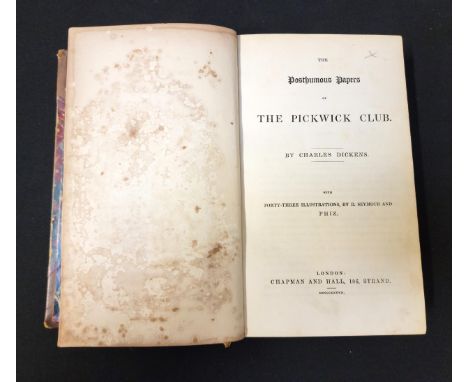 THE
Posthumous Papers
OF
THE PICKWICK CLUB.
BY CHARLES DICKENS.
WITH
FORTY-THREE ILLUSTRATIONS, BY R. SEYMOUR AND
PHIZ.
LONDON:
CHAPMAN AND HALL, 186, STRAND.